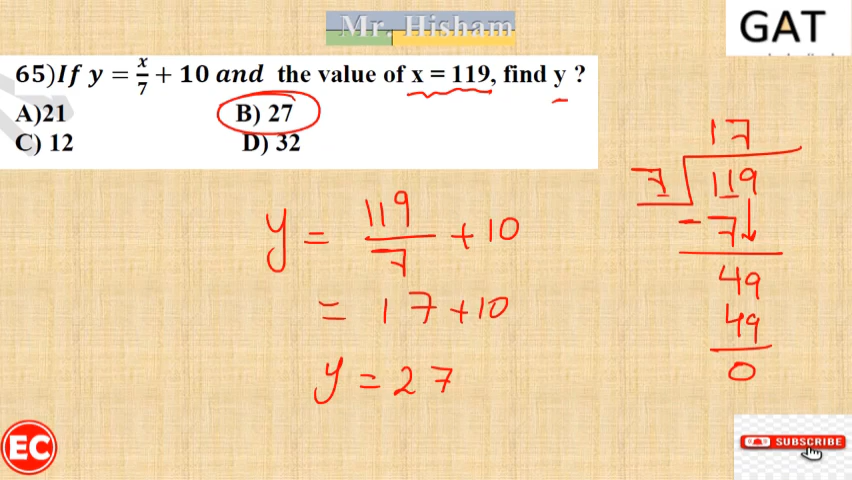 Mr. Hisham
GAT
65)If y = x/7 + 10 and the value of x = 119, find y ?
A)21
B) 27
C) 12
D) 32
y = 119/7 + 10
= 17 + 10
y = 27
17
7 119
- 7
49
49
0
EC
SUBSCRIBE